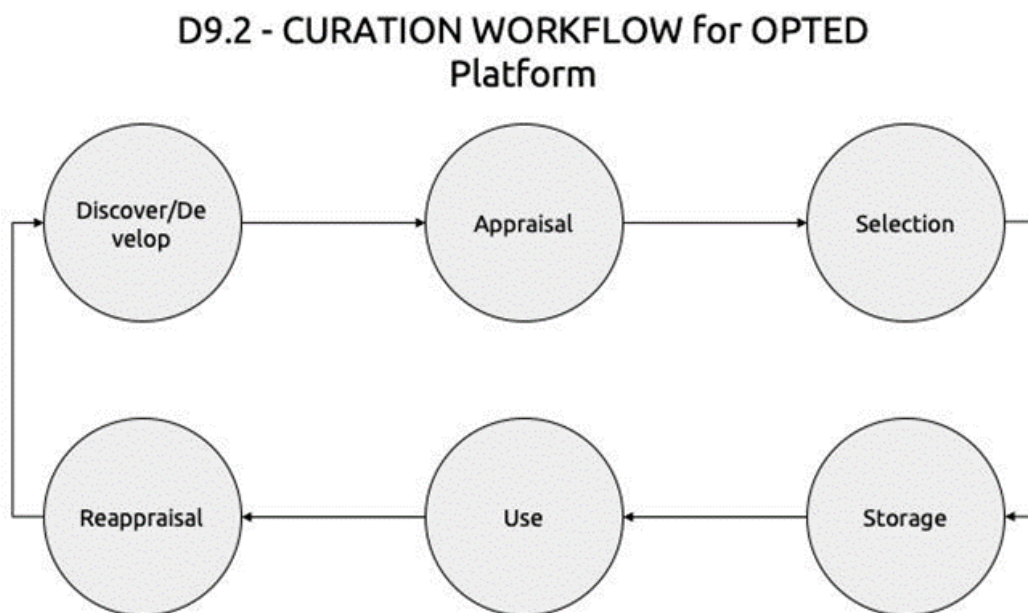 D9.2 - CURATION WORKFLOW for OPTED
Platform
Discover/De
velop
Appraisal
Selection
Reappraisal
Use
Storage